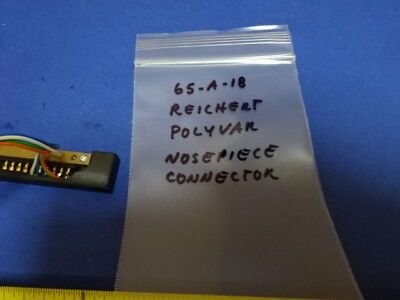 65-A-18
REICHERT
POLYVAR
NOSEPIECE
CONNECTOR